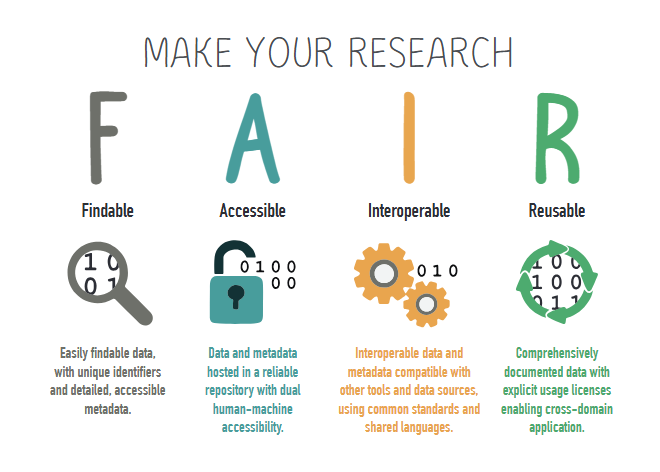 MAKE YOUR RESEARCH
F A I R
Findable Accessible Interoperable Reusable
1 0
0 1
0 1 0 0
0 0
0 1 0
1 0 0
1 0 0
0 1 1
Easily findable data,
with unique identifiers
and detailed, accessible
metadata.
Data and metadata
hosted in a reliable
repository with dual
human-machine
accessibility.
Interoperable data and
metadata compatible with
other tools and data sources,
using common standards and
shared languages.
Comprehensively
documented data with
explicit usage licenses
enabling cross-domain
application.